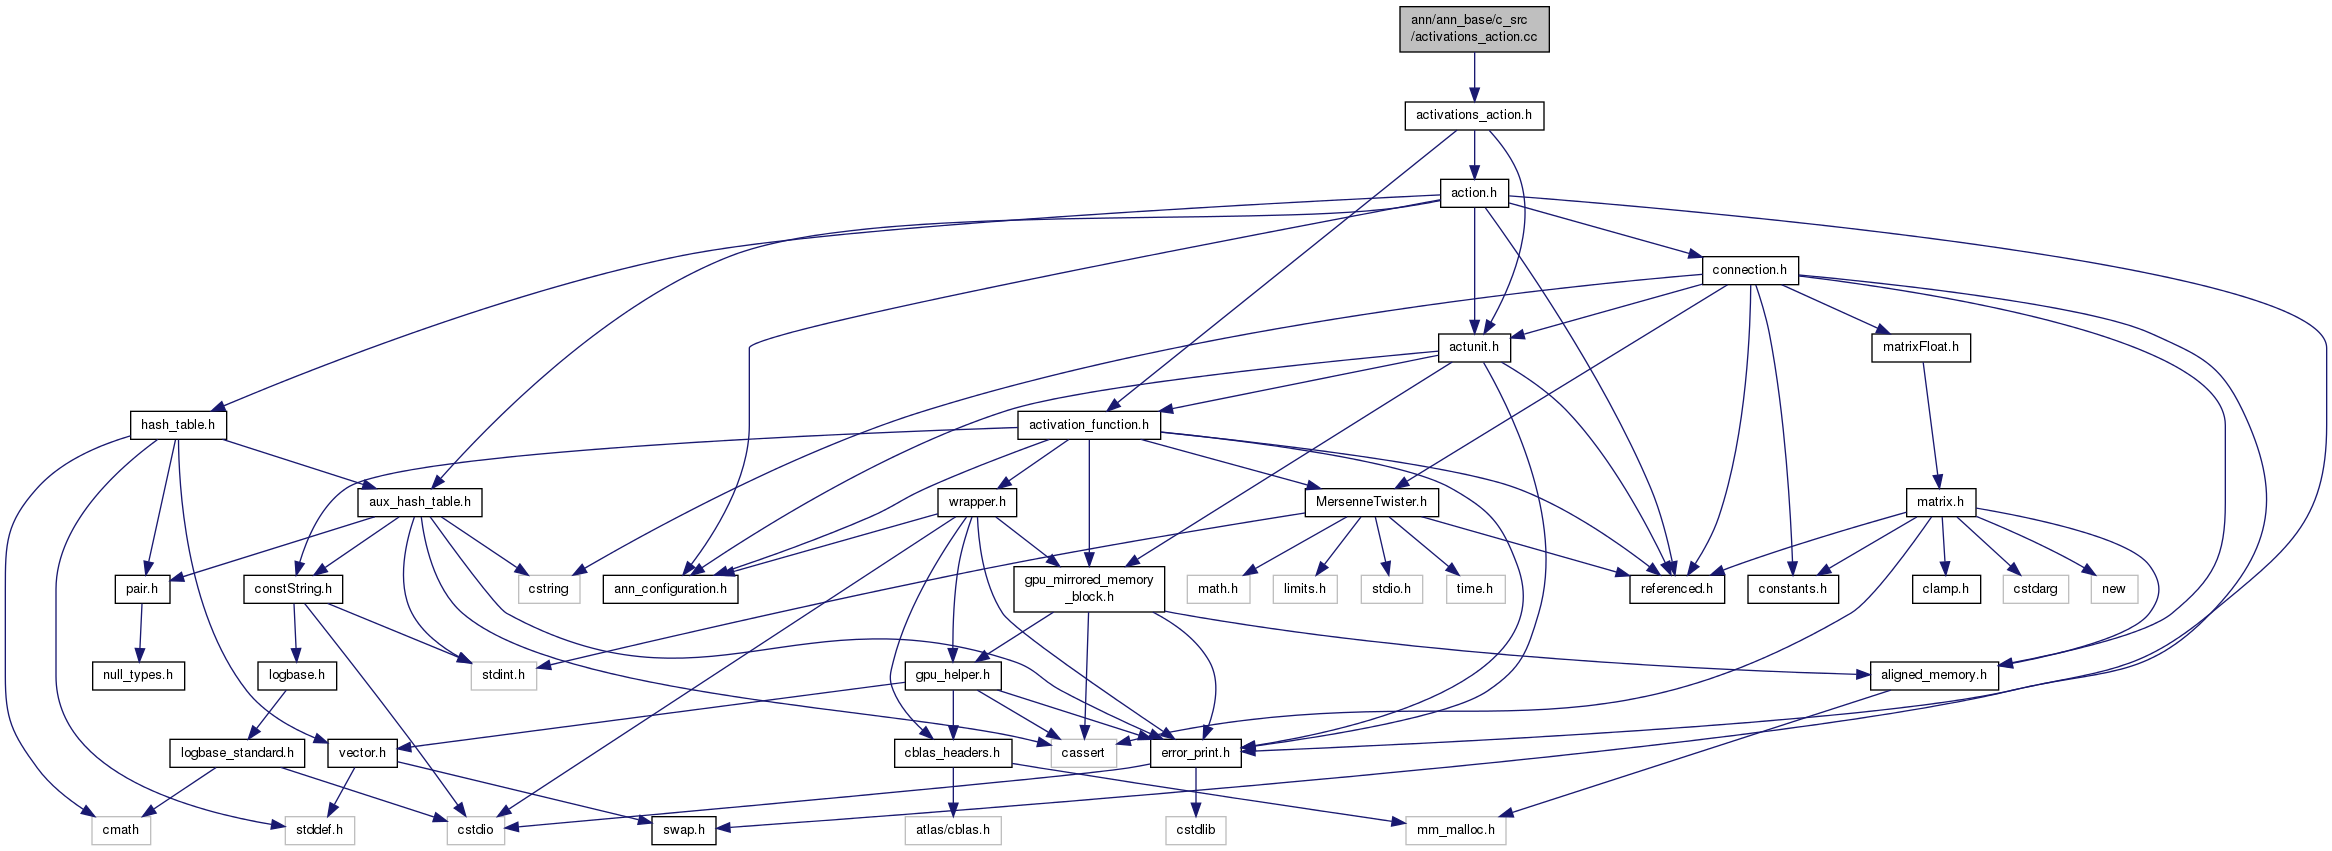 ann/ann_base/c_src
/activations_action.cc
activations_action.h
action.h
connection.h
actunit.h
matrixFloat.h
hash_table.h
activation_function.h
aux_hash_table.h
wrapper.h
MersenneTwister.h
matrix.h
pair.h
constString.h
cstring
ann_configuration.h
gpu_mirrored_memory
_block.h
math.h
limits.h
stdio.h
time.h
referenced.h
constants.h
clamp.h
cstdarg
new
null_types.h
logbase.h
stdint.h
gpu_helper.h
aligned_memory.h
logbase_standard.h
vector.h
cblas_headers.h
cassert
error_print.h
cmath
stddef.h
cstdio
swap.h
atlas/cblas.h
cstdlib
mm_malloc.h